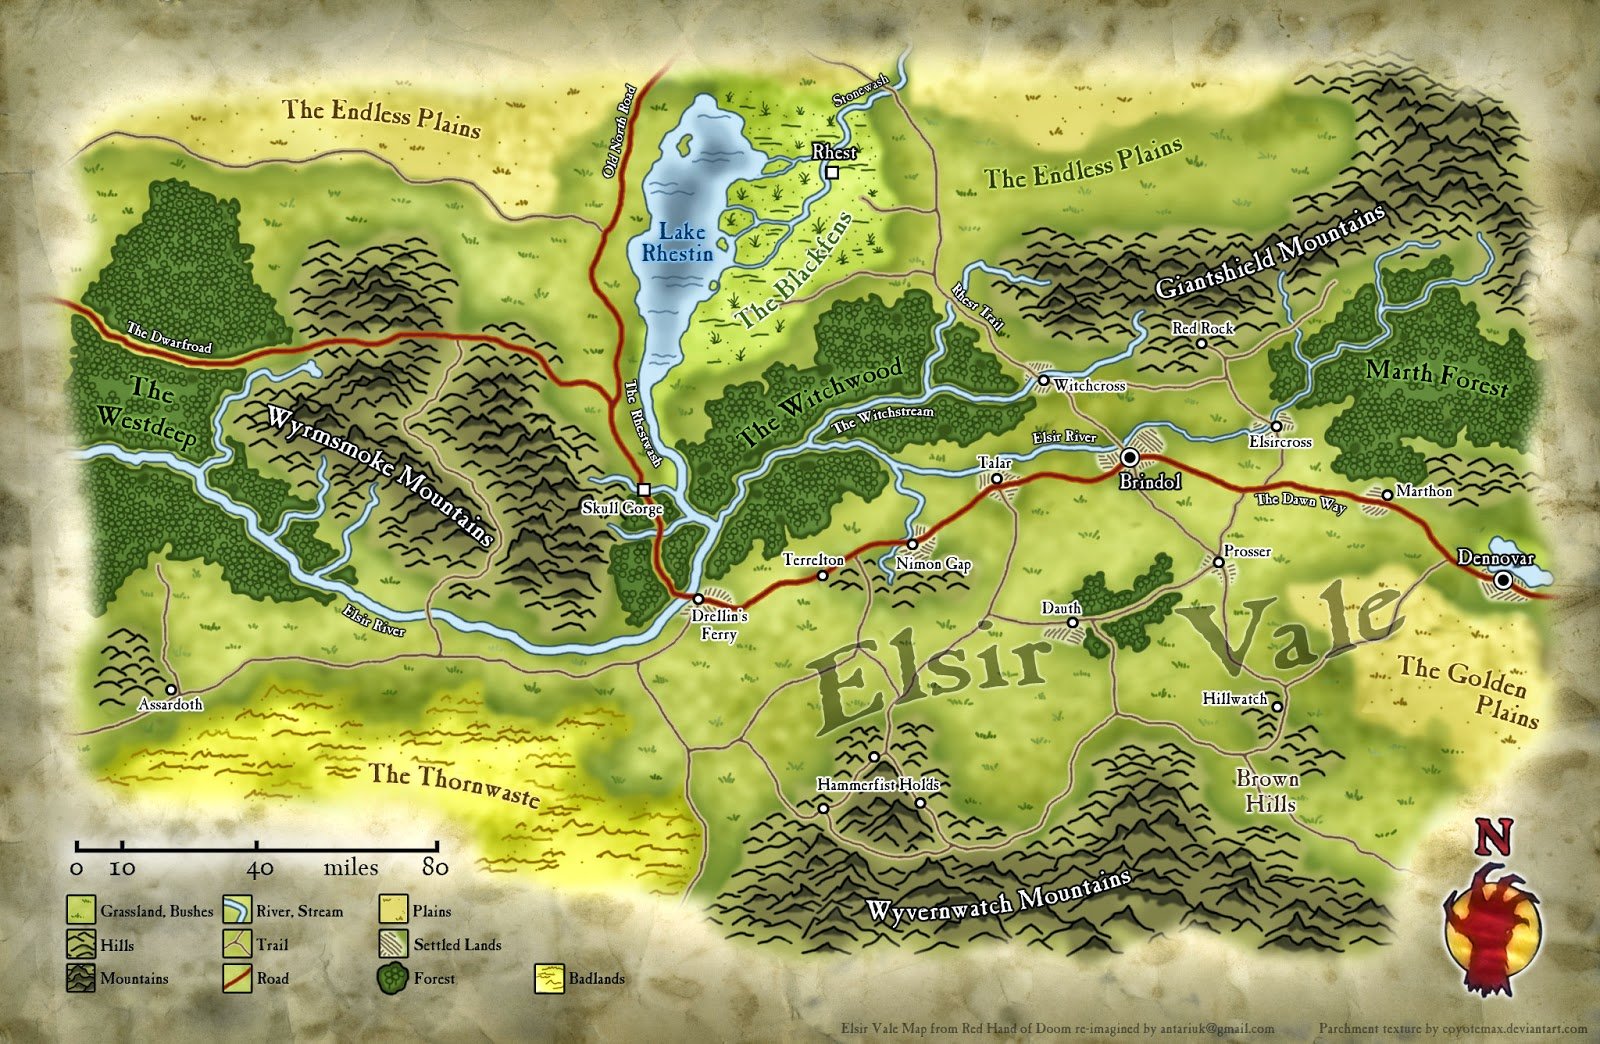 The Endless Plains
Old North Road
Stonewash
Rhest
The Endless Plains
Lake
Rhestin
The Blackfens
Giantshield Mountains
Rhest Trail
The Dwarfroad
Red Rock
The
Westdeep
Wyrmsmoke Mountains
The Rhestwash
The Witchwood
The Witchstream
Witchcross
Marth Forest
Elsir River
Elsircross
Talar
Brindol
Skull Gorge
The Dawn Way
Marthon
Terrelton
Nimon Gap
Prosser
Dennovar
Elsir River
Drellin's
Ferry
Dauth
Elsir Vale
The Golden
Plains
Assardoth
Hillwatch
The Thornwaste
Hammerfist Holds
Brown
Hills
Wyvernwatch Mountains
N
0 10 40 miles 80
Grassland, Bushes River, Stream Plains
Hills Trail Settled Lands
Mountains Road Forest Badlands
Elsir Vale Map from Red Hand of Doom re-imagined by antariuk@gmail.com Parchment texture by coyotemax.deviantart.com